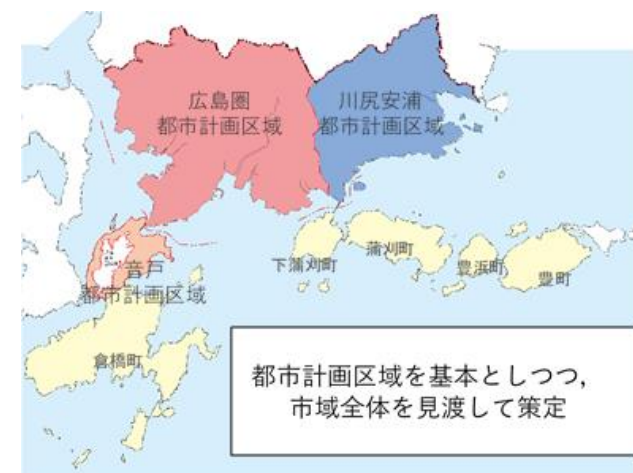 広島圏
都市計画区域
川尻安浦
都市計画区域
音戸
都市計画区域
下蒲刈町
蒲刈町
豊浜町
豊町
倉橋町
都市計画区域を基本としつつ，
市域全体を見渡して策定